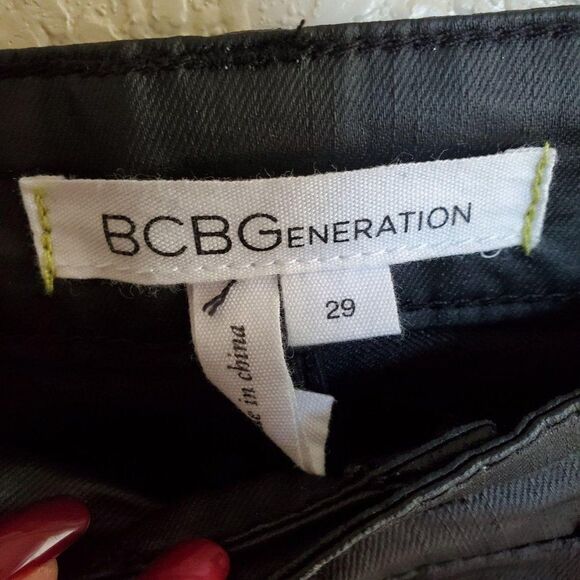 BCBGENERATION
29
in china